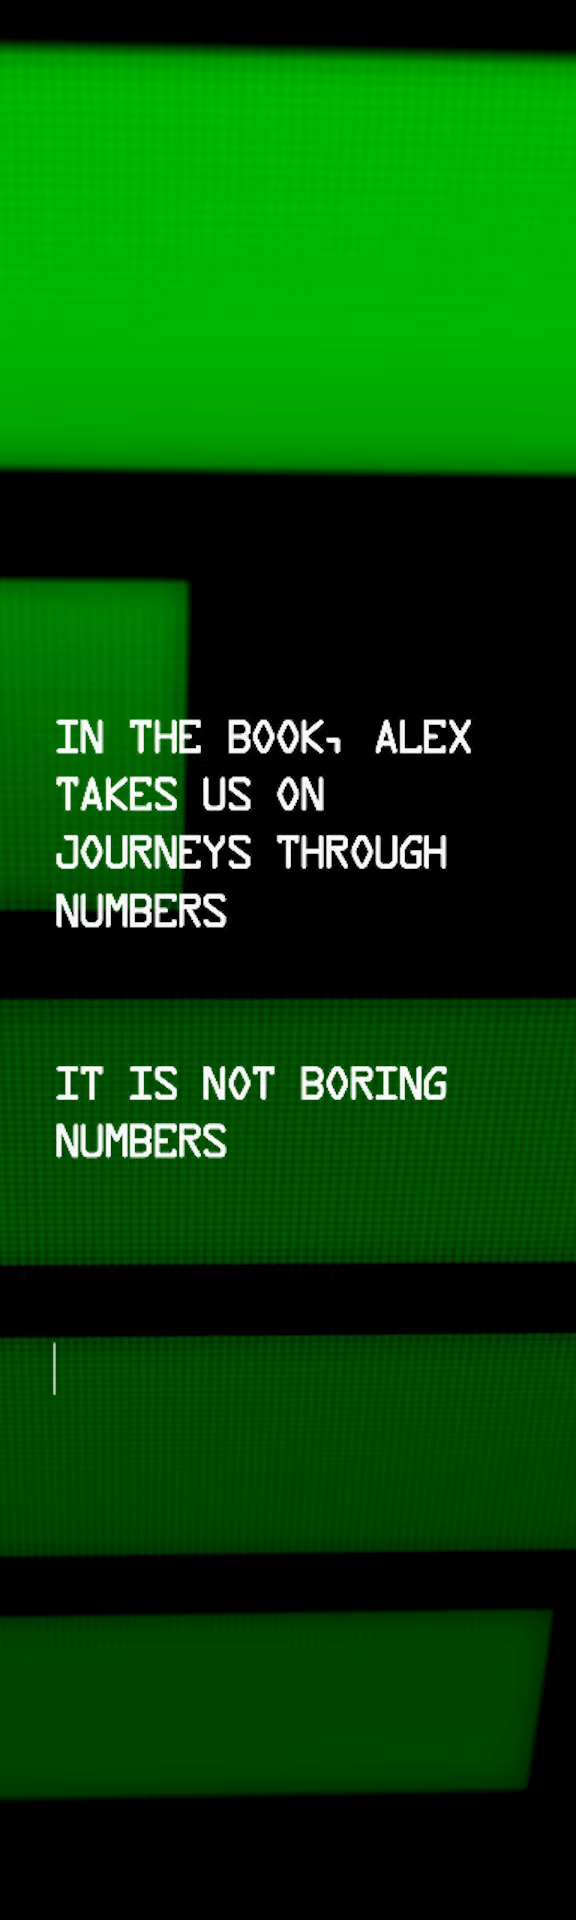 IN THE BOOK, ALEX
TAKES US ON
JOURNEYS THROUGH
NUMBERS
IT IS NOT BORING
NUMBERS